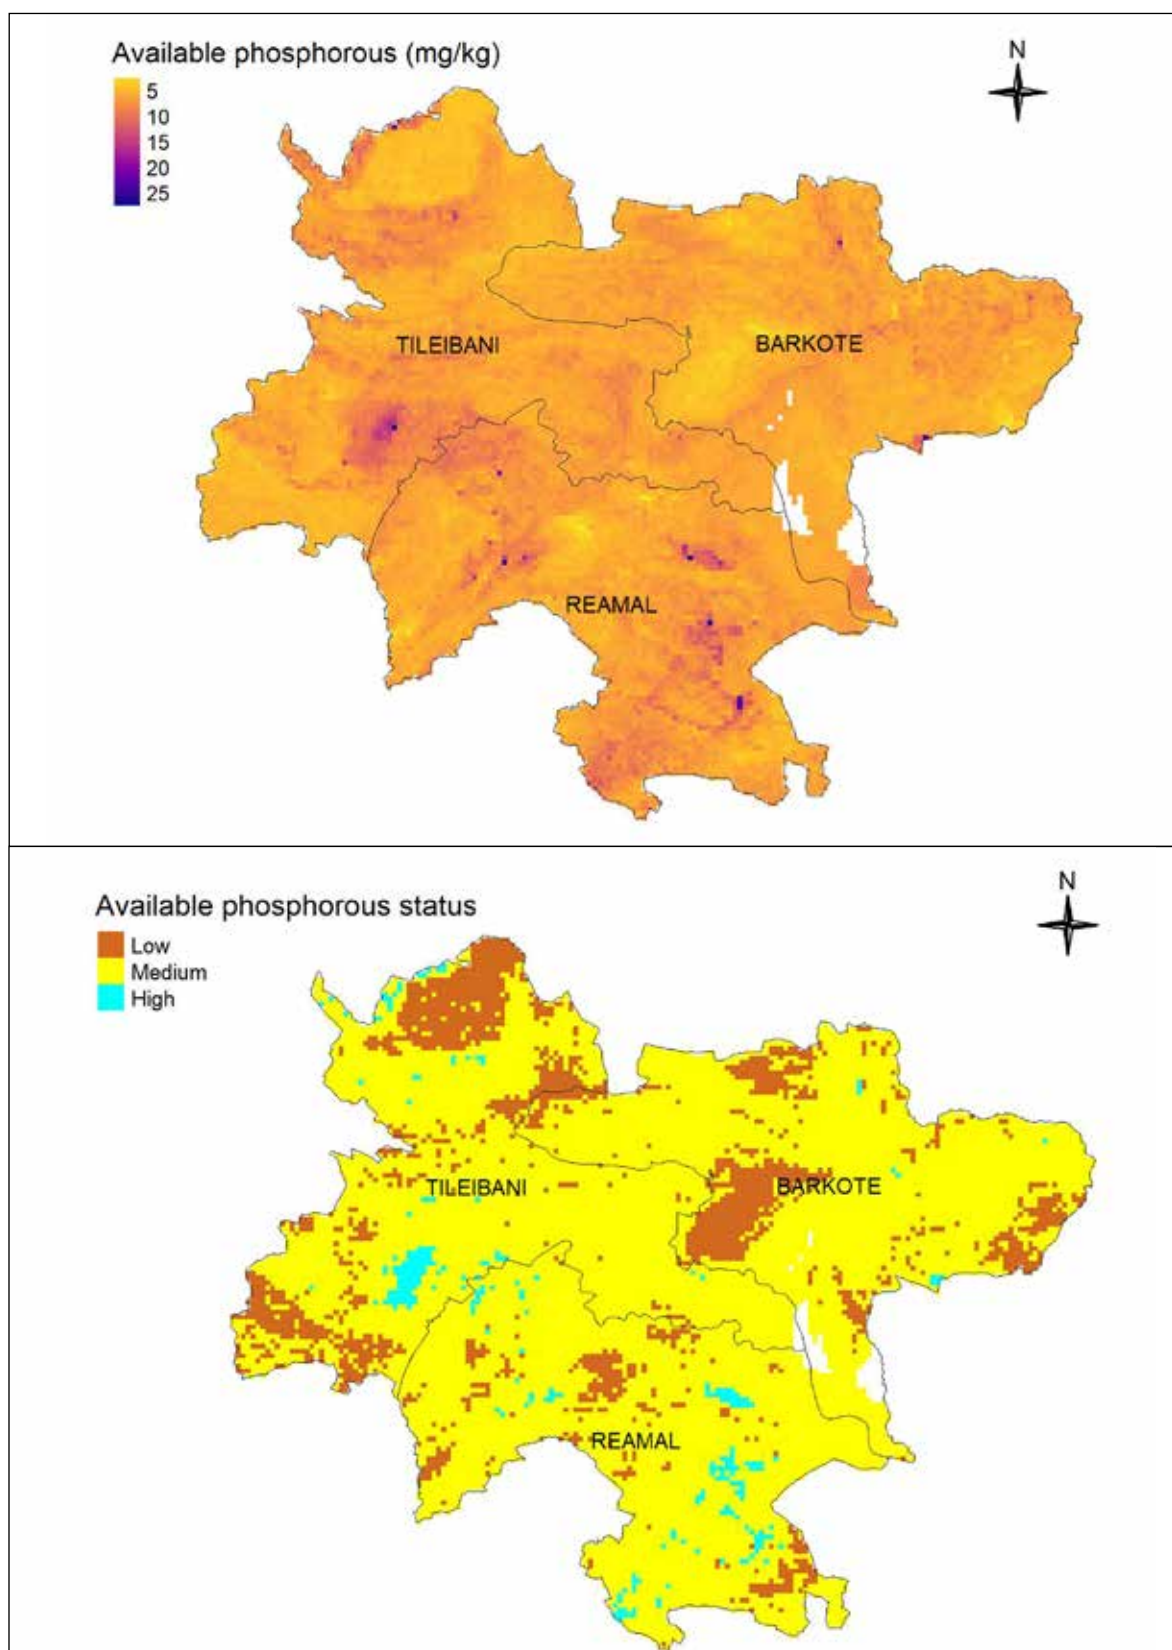 Available phosphorous (mg/kg)
N
5
10
15
20
25
TILEIBANI
BARKOTE
REAMAL
Available phosphorous status
N
Low
Medium
High
TILEIBANI
BARKOTE
REAMAL